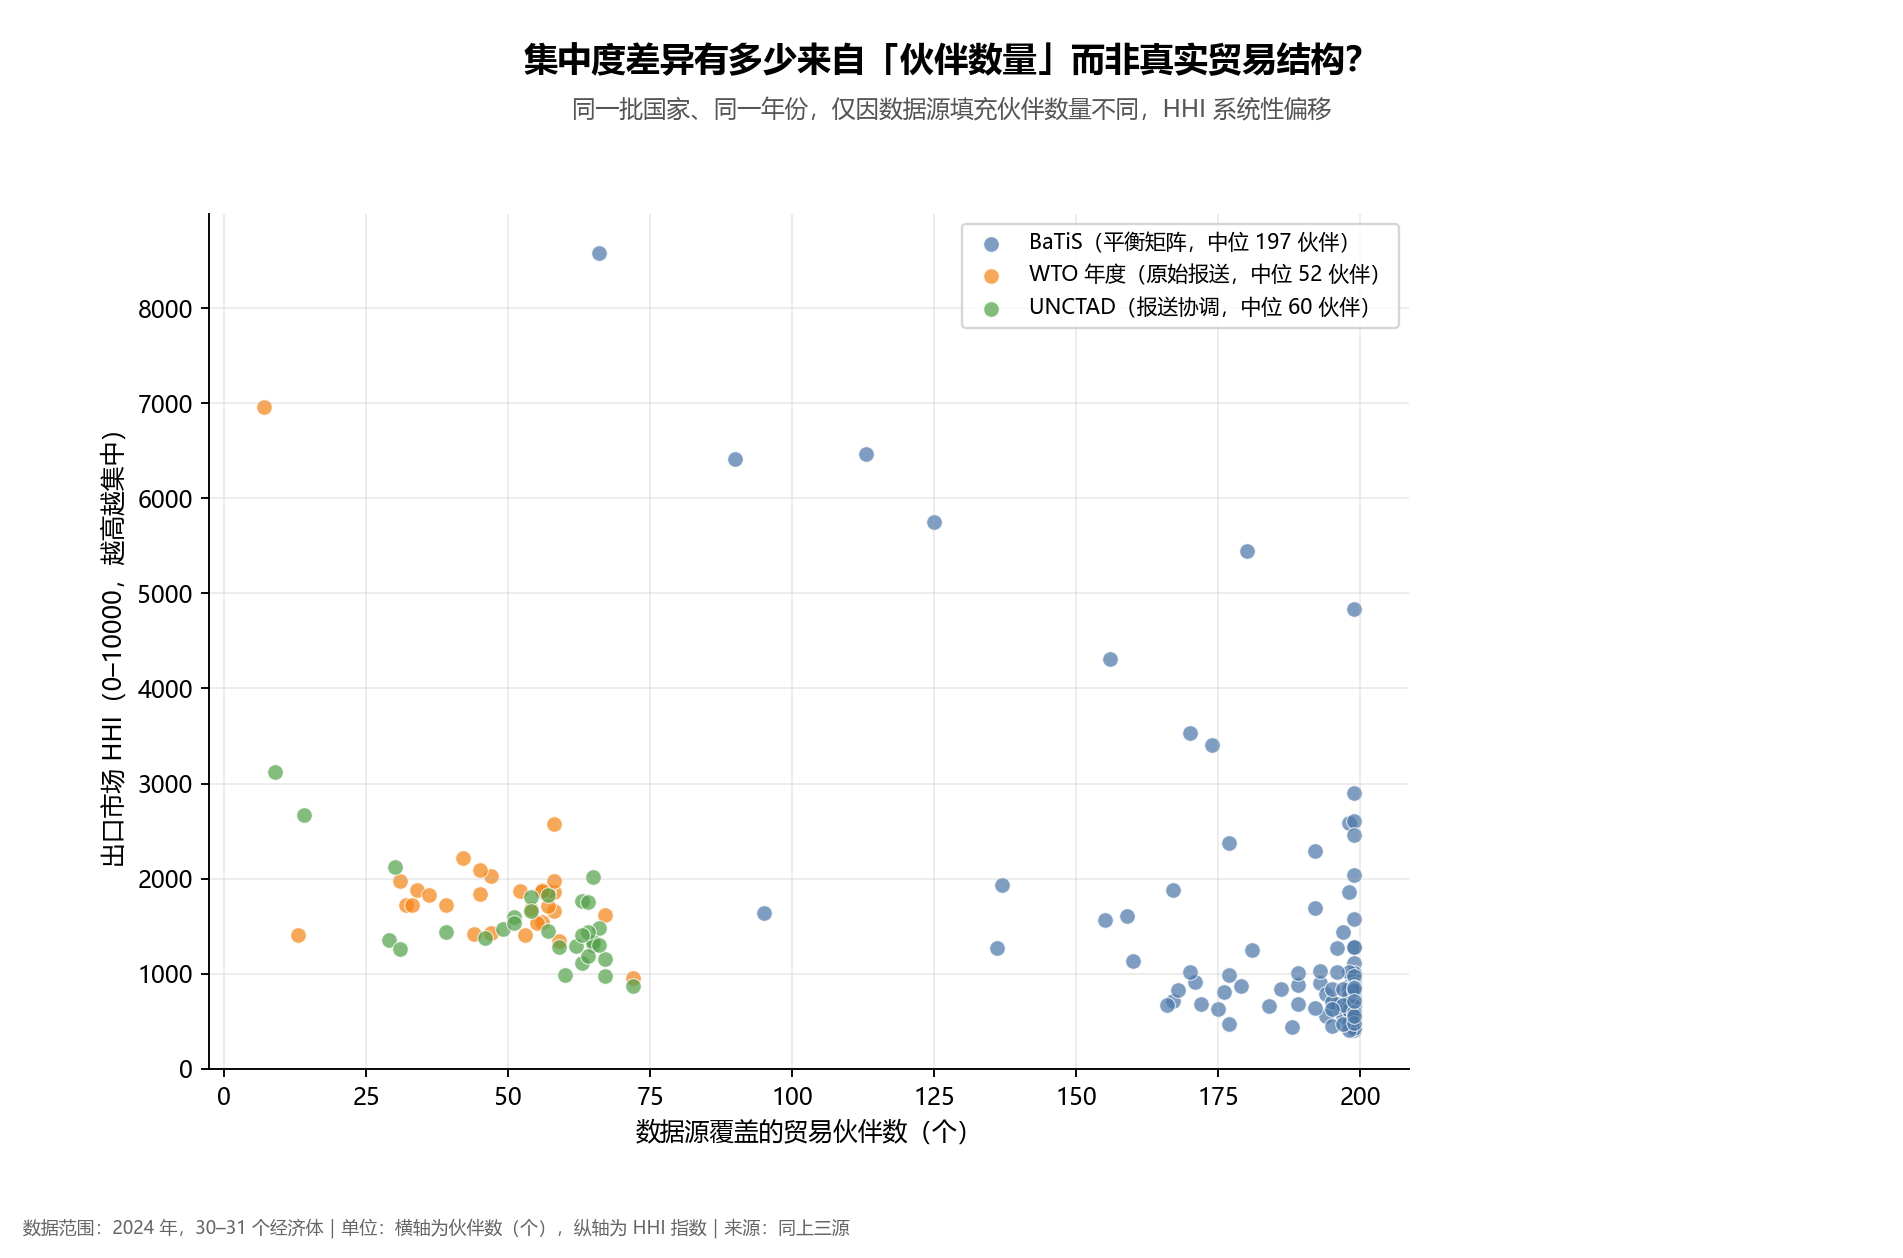 集中度差异有多少来自「伙伴数量」而非真实贸易结构？
同一批国家、同一年份，仅因数据源填充伙伴数量不同，HHI 系统性偏移
BaTiS（平衡矩阵，中位 197 伙伴）
WTO 年度（原始报送，中位 52 伙伴）
UNCTAD（报送协调，中位 60 伙伴）
出口市场 HHI（0–10000，越高越集中）
8000
7000
6000
5000
4000
3000
2000
1000
0
0 25 50 75 100 125 150 175 200
数据源覆盖的贸易伙伴数（个）
数据范围：2024 年，30–31 个经济体 | 单位：横轴为伙伴数（个），纵轴为 HHI 指数 | 来源：同上三源